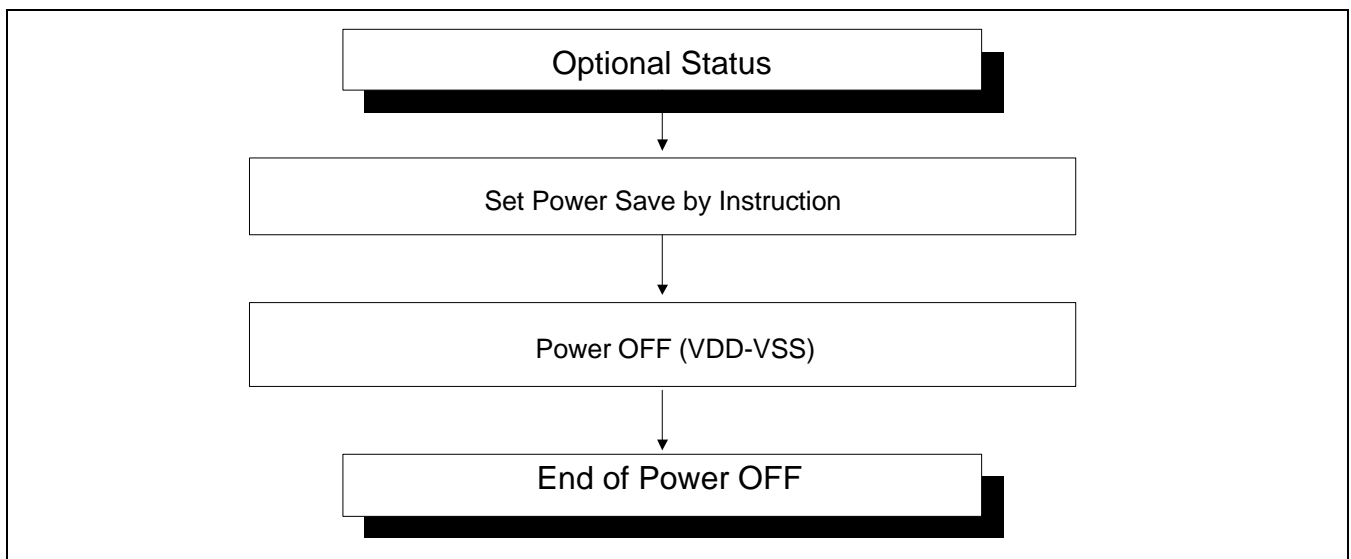 Optional Status
Set Power Save by Instruction
Power OFF (VDD-VSS)
End of Power OFF